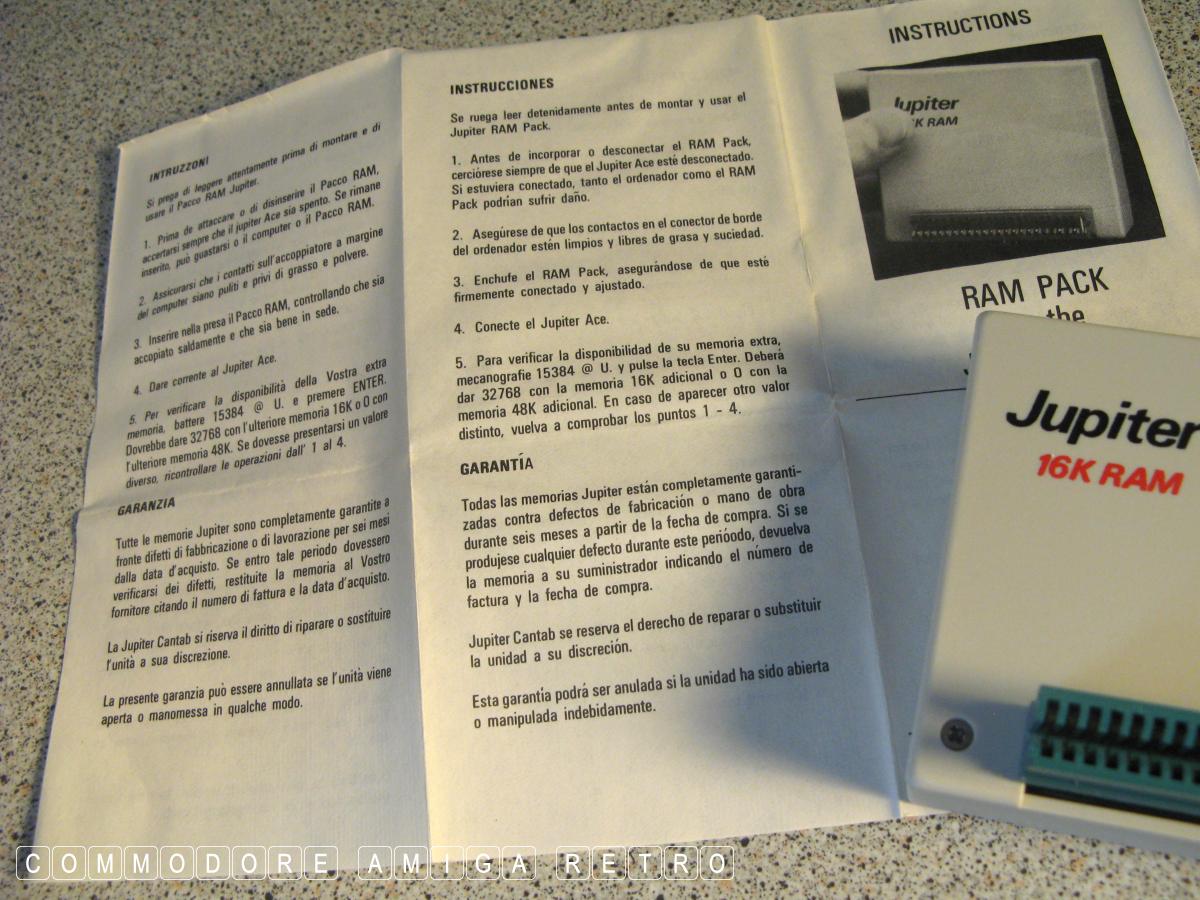 INTRUZZONI
Si prega di leggere attentamente prima di montare e di
usare il Pacco RAM Jupiter.
1. Prima de attaccare o di disinserire il Pacco RAM,
accertarsi sempre che il jupiter Ace sia spento. Se rimane
inserito, può guastarsi o il computer o il Pacco RAM.
2. Assicurarsi che i contatti sull'accoppiatore a margine
del computer siano puliti e privi di grasso e polvere.
3. Inserire nella presa il Pacco RAM, controllando che sia
accopiato saldamente e che sia bene in sede.
4. Dare corrente al Jupiter Ace.
5. Per verificare la disponibilità della Vostra extra
memoria, battere 15384 @ U. e premere ENTER.
Dovrebbe dare 32768 con l'ulteriore memoria 16K o 0 con
l'ulteriore memoria 48K. Se dovesse presentarsi un valore
diverso, ricontrollare le operazioni dall' 1 al 4.
GARANZIA
Tutte le memorie Jupiter sono completamente garantite a
fronte difetti di fabbricazione o di lavorazione per sei mesi
dalla data d'acquisto. Se entro tale periodo dovessero
verificarsi dei difetti, restituite la memoria al Vostro
fornitore citando il numero di fattura e la data d'acquisto.
La Jupiter Cantab si riserva il diritto di riparare o sostituire
l'unità a sua discrezione.
La presente garanzia può essere annullata se l'unità viene
aperta o manomessa in qualche modo.
INSTRUCCIONES
Se ruega leer detenidamente antes de montar y usar el
Jupiter RAM Pack.
1. Antes de incorporar o desconectar el RAM Pack,
cerciórese siempre de que el Jupiter Ace esté desconectado.
Si estuviera conectado, tanto el ordenador como el RAM
Pack podrían sufrir daño.
2. Asegúrese de que los contactos en el conector de borde
del ordenador estén limpios y libres de grasa y suciedad.
3. Enchufe el RAM Pack, asegurándose de que esté
firmemente conectado y ajustado.
4. Conecte el Jupiter Ace.
5. Para verificar la disponibilidad de su memoria extra,
mecanografie 15384 @ U. y pulse la tecla Enter. Deberá
dar 32768 con la memoria 16K adicional o 0 con la
memoria 48K adicional. En caso de aparecer otro valor
distinto, vuelva a comprobar los puntos 1 - 4.
GARANTÍA
Todas las memorias Jupiter están completamente garanti-
zadas contra defectos de fabricación o mano de obra
durante seis meses a partir de la fecha de compra. Si se
produjese cualquier defecto durante este perióodo, devuelva
la memoria a su suministrador indicando el número de
factura y la fecha de compra.
Jupiter Cantab se reserva el derecho de reparar o substituir
la unidad a su discreción.
Esta garantía podrá ser anulada si la unidad ha sido abierta
o manipulada indebidamente.
INSTRUCTIONS
Jupiter
K RAM
RAM PACK
the
Jupiter
16K RAM
COMMODORE AMIGA RETRO